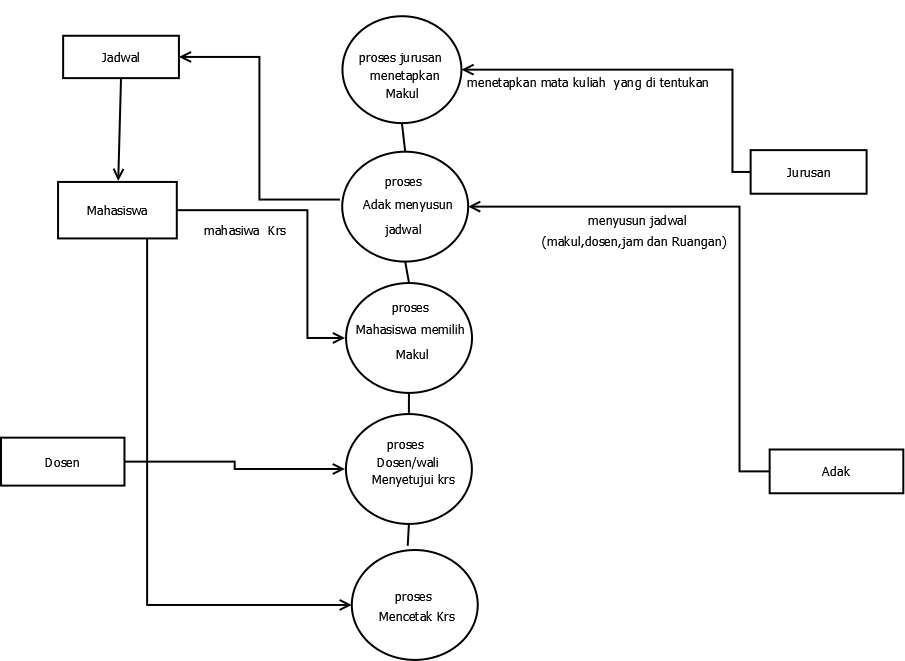 Jadwal
proses jurusan
menetapkan
Makul
menetapkan mata kuliah yang di tentukan
Jurusan
Mahasiswa
mahasiwa Krs
proses
Adak menyusun
jadwal
menyusun jadwal
(makul,dosen,jam dan Ruangan)
proses
Mahasiswa memilih
Makul
Dosen
proses
Dosen/wali
Menyetujui krs
Adak
proses
Mencetak Krs